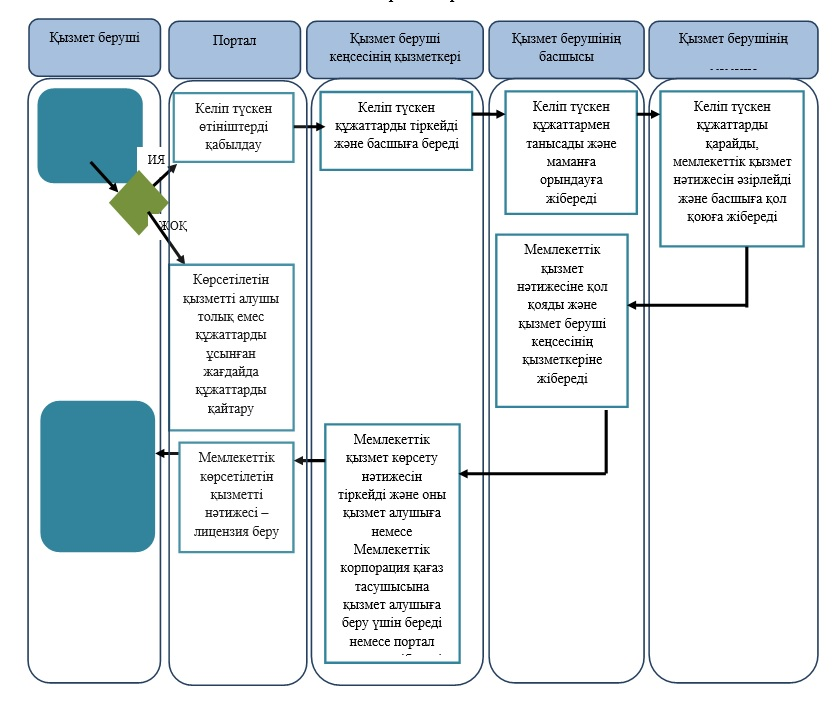 Қызмет беруші
Портал
Қызмет беруші
кеңсесінің қызметкері
Қызмет берушінің
басшысы
Қызмет берушінің
Келіп түскен
өтініштерді
қабылдау
Келіп түскен
құжаттарды тіркейді
және басшыға береді
Келіп түскен
құжаттармен
танысады және
маманға
орындауға
жібереді
Келіп түскен
құжаттарды
қарайды,
мемлекеттік қызмет
нәтижесін әзірлейді
және басшыға қол
қоюға жібереді
ИЯ
ЖОҚ
Көрсетілетін
қызметті алушы
толық емес
құжаттарды
ұсынған
жағдайда
құжаттарды
қайтару
Мемлекеттік
қызмет
нәтижесіне қол
қояды және
қызмет беруші
кеңсесінің
қызметкеріне
жібереді
Мемлекеттік
көрсетілетін
қызметті
нәтижесі –
лицензия беру
Мемлекеттік
қызмет көрсету
нәтижесін
тіркейді және оны
қызмет алушыға
немесе
Мемлекеттік
корпорация қағаз
тасушысына
қызмет алушыға
беру үшін береді
немесе портал